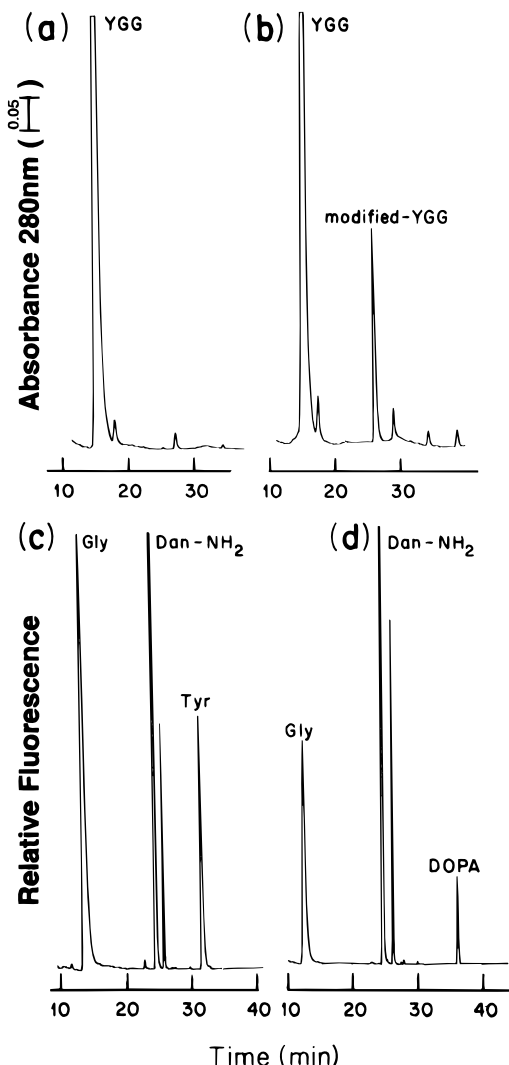 (a) YGG
(b) YGG
modified-YGG
Absorbance 280nm (
0.05
)
10 20 30
10 20 30
(c) Gly Dan-NH₂
Tyr
(d) Dan-NH₂
Gly
DOPA
Relative Fluorescence
10 20 30 40
10 20 30 40
Time (min)